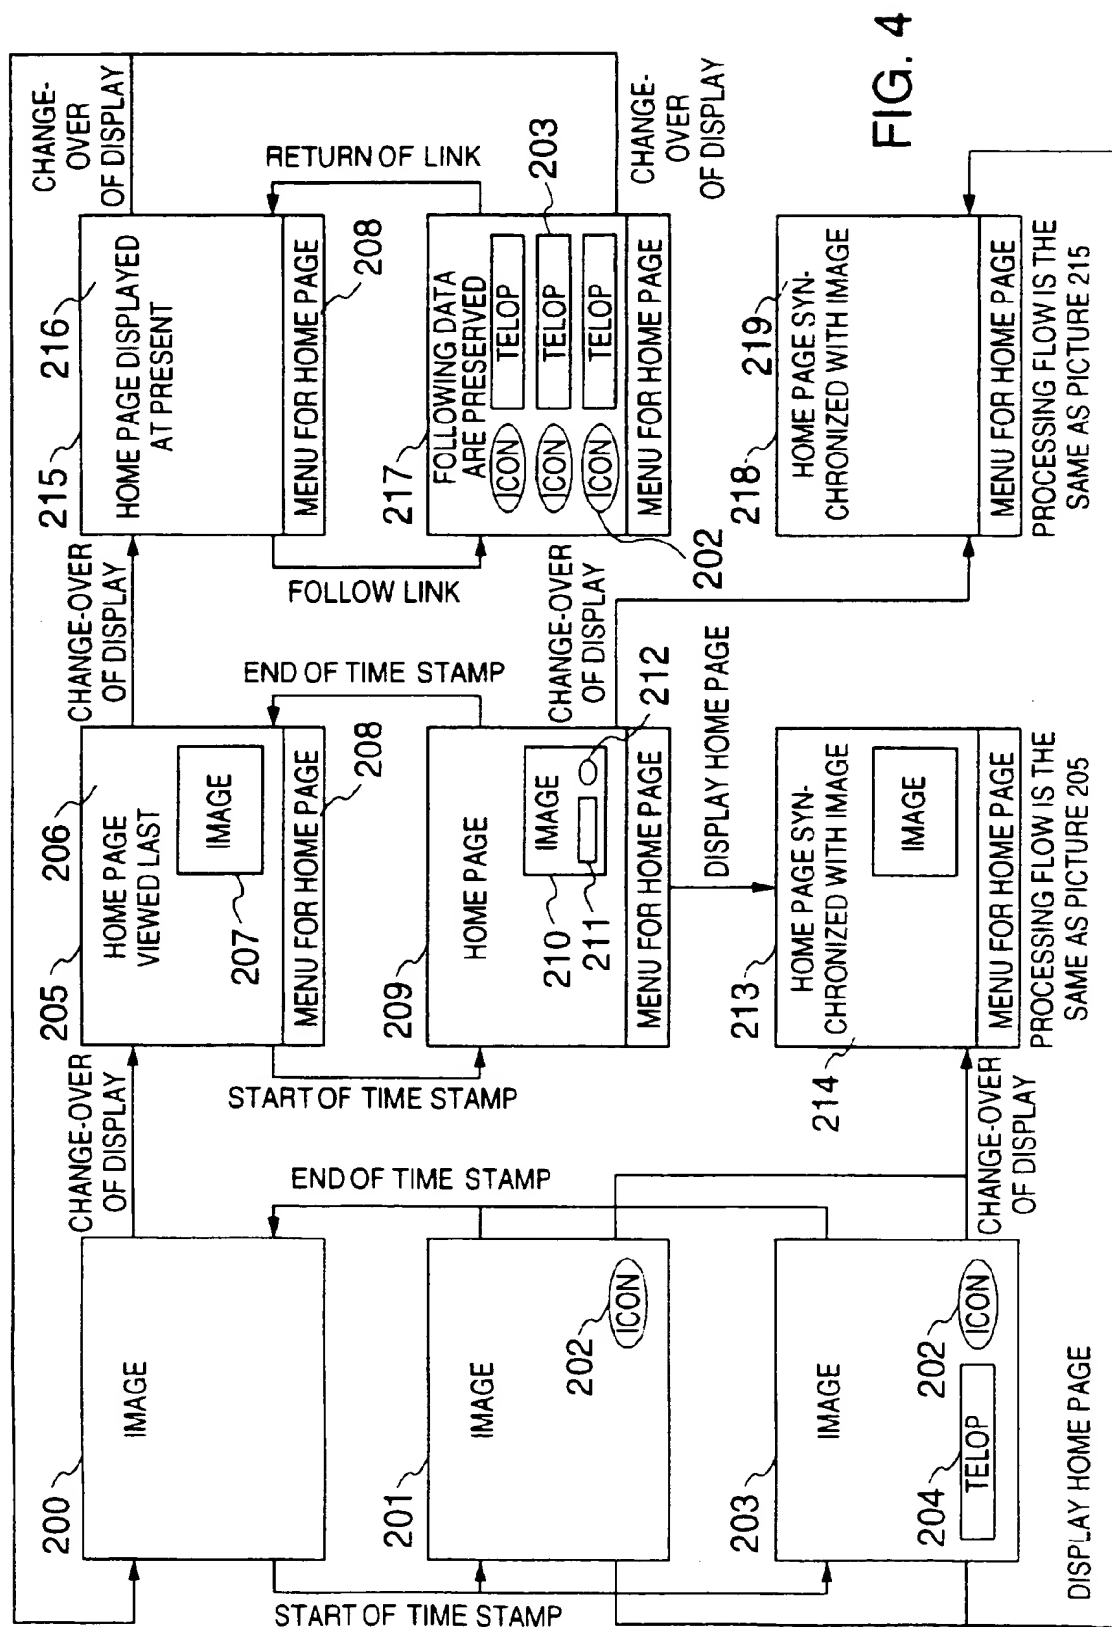 FIG. 4
200
IMAGE
CHANGE-OVER
OF DISPLAY
205
206
HOME PAGE
VIEWED LAST
207
IMAGE
MENU FOR HOME PAGE
208
CHANGE-OVER
OF DISPLAY
215
216
HOME PAGE DISPLAYED
AT PRESENT
MENU FOR HOME PAGE
208
CHANGE-
OVER
OF DISPLAY
START OF TIME STAMP
END OF TIME STAMP
START OF TIME STAMP
END OF TIME STAMP
FOLLOW LINK
RETURN OF LINK
201
IMAGE
202
ICON
209
HOME PAGE
210
IMAGE
211
212
MENU FOR HOME PAGE
CHANGE-OVER
OF DISPLAY
217
FOLLOWING DATA
ARE PRESERVED
ICON
TELOP
ICON
TELOP
ICON
TELOP
203
202
MENU FOR HOME PAGE
CHANGE-
OVER
OF DISPLAY
DISPLAY HOME PAGE
203
IMAGE
204
TELOP
202
ICON
CHANGE-OVER
OF DISPLAY
213
214
HOME PAGE SYN-
CHRONIZED WITH IMAGE
IMAGE
MENU FOR HOME PAGE
PROCESSING FLOW IS THE
SAME AS PICTURE 205
218
219
HOME PAGE SYN-
CHRONIZED WITH IMAGE
MENU FOR HOME PAGE
PROCESSING FLOW IS THE
SAME AS PICTURE 215
DISPLAY HOME PAGE